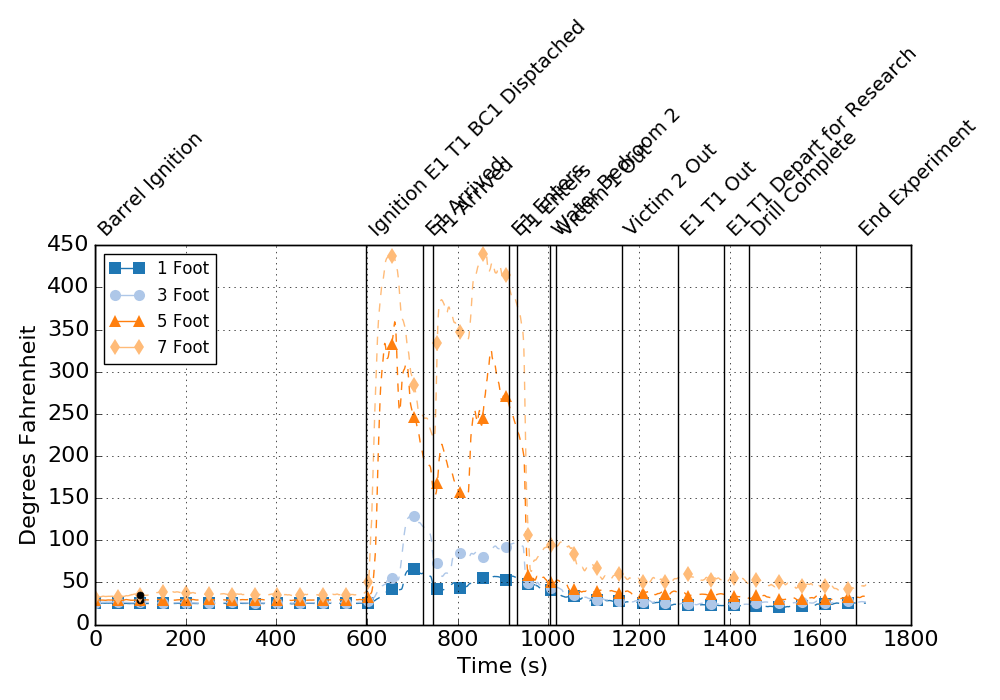 Barrel Ignition
Ignition E1 T1 BC1 Disptached
E1 Arrived
T1 Arrived
E1 Enters
T1 Enters
Water Bedroom 2
Victim 1 Out
Victim 2 Out
E1 T1 Out
E1 T1 Depart for Research
Drill Complete
End Experiment
450
400
350
300
250
200
150
100
50
0
Degrees Fahrenheit
1 Foot
3 Foot
5 Foot
7 Foot
0 200 400 600 800 1000 1200 1400 1600 1800
Time (s)